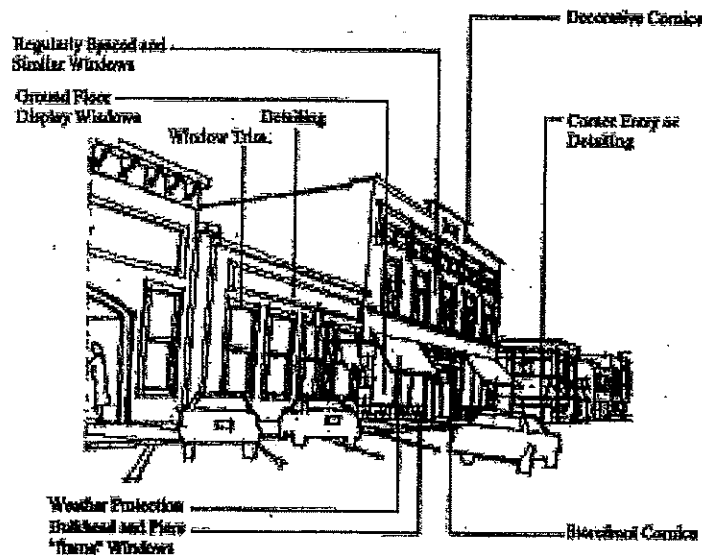 Decorative Cornice
Regularly Spaced and
Similar Windows
Ground Floor
Display Windows
Detailing
Window Trim
Corner Entry or
Detailing
Weather Protection
Bulkhead and Piers
"frame" Windows
Storefront Cornice